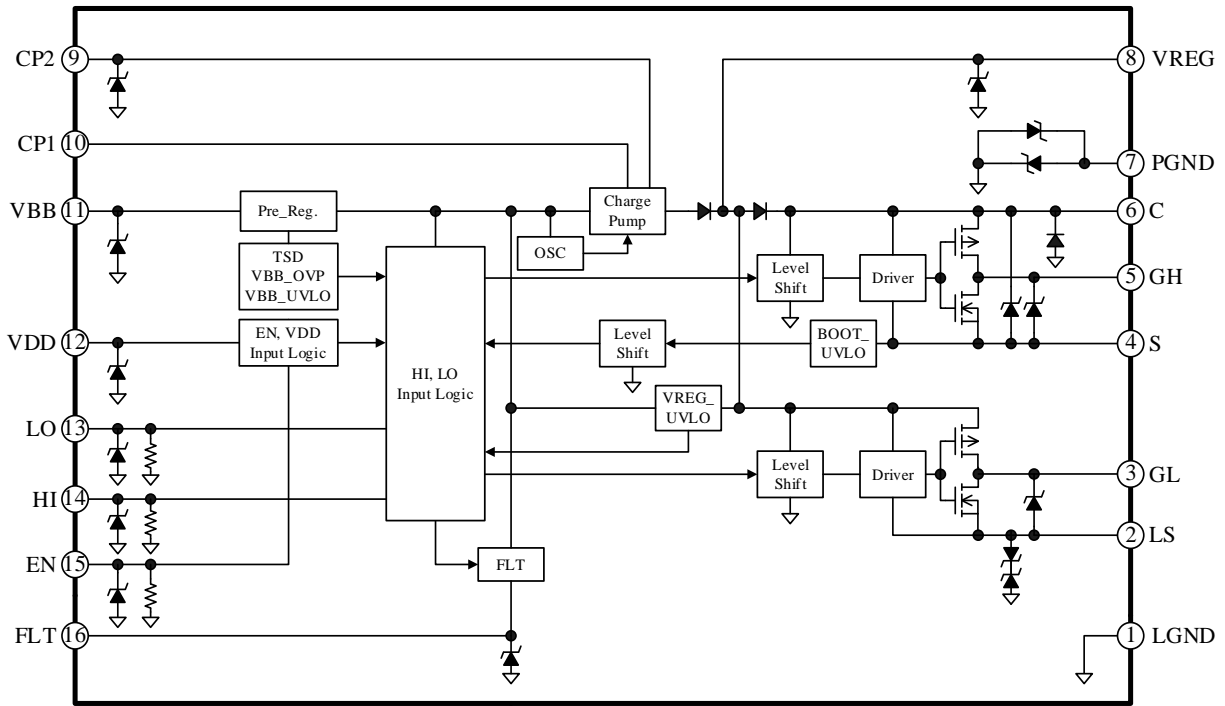 CP2 9
8 VREG
CP1 10
7 PGND
VBB 11
Pre_Reg.
Charge
Pump
6 C
OSC
TSD
VBB_OVP
VBB_UVLO
Level
Shift
Driver
5 GH
VDD 12
EN, VDD
Input Logic
Level
Shift
BOOT_
UVLO
4 S
HI, LO
Input Logic
VREG_
UVLO
LO 13
Level
Shift
Driver
3 GL
HI 14
2 LS
EN 15
FLT
FLT 16
1 LGND